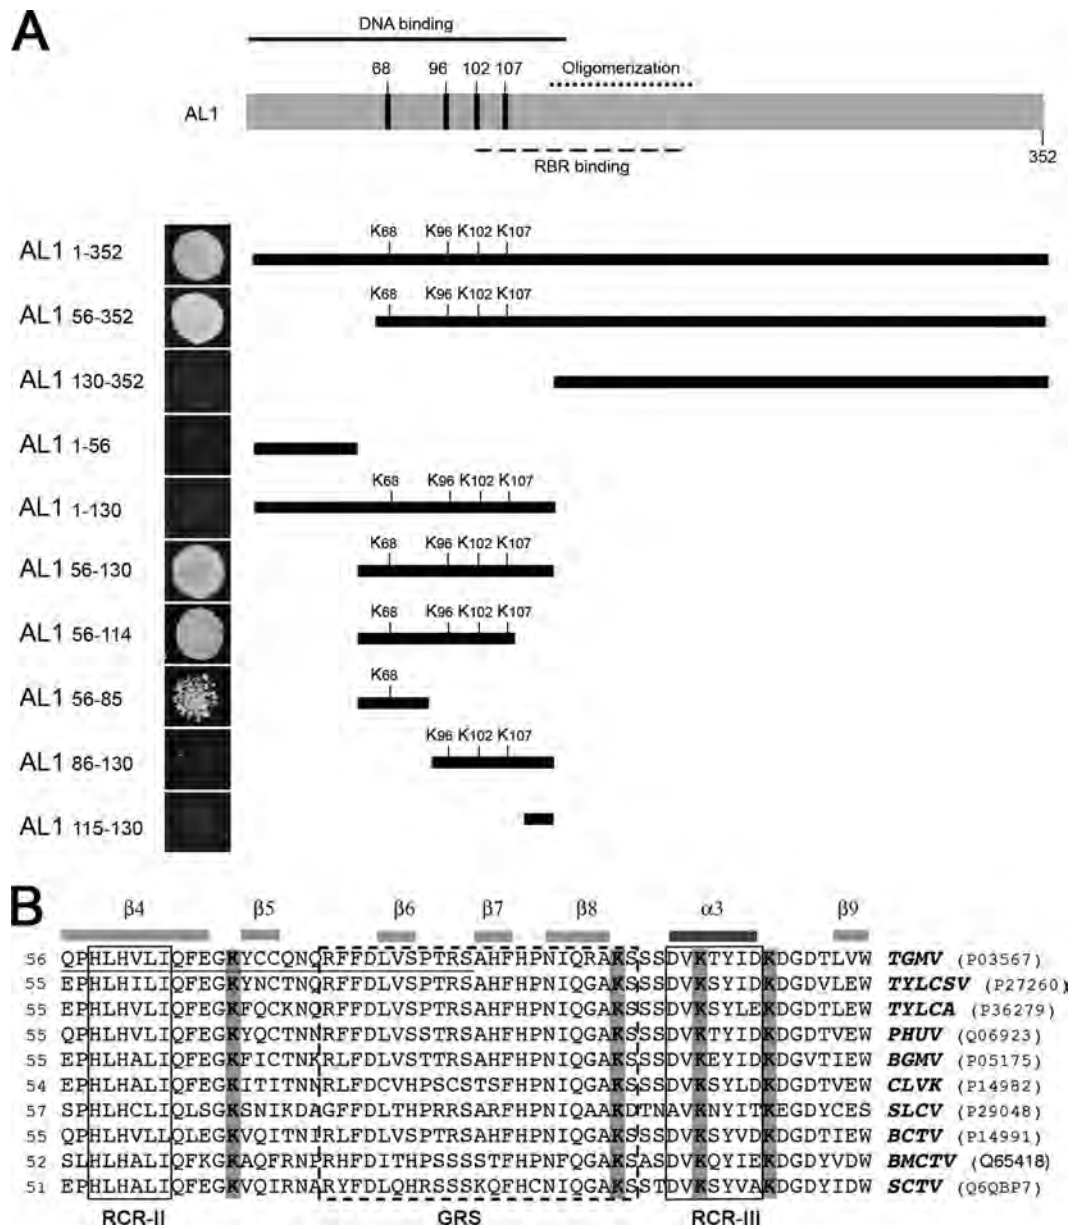 A
DNA binding
68 96 102 107 Oligomerization
AL1
RBR binding
352
AL1 1-352 K68 K96 K102 K107
AL1 56-352 K68 K96 K102 K107
AL1 130-352
AL1 1-56
AL1 1-130 K68 K96 K102 K107
AL1 56-130 K68 K96 K102 K107
AL1 56-114 K68 K96 K102 K107
AL1 56-85 K68
AL1 86-130 K96 K102 K107
AL1 115-130
B
β4 β5 β6 β7 β8 α3 β9
56 QPHLHVLIQFEGKYCCQNQRFFDLVSPTRSAHFHPNIQRAKSSSDVKTYIDKDGDTLVW TGMV (P03567)
55 EPHLHILIQFEGKYNCTNQRFFDLVSPTRSAHFHPNIQGAKSSSDVKSYIDKDGDVLEW TYLCSV (P27260)
55 EPHLHALIQFEGKFQCKNQRFFDLVSPTRSAHFHPNIQGAKSSSDVKSYLEKDGDTLEW TYLCA (P36279)
55 EPHLHVLIQFEGKYQCTNNRFFDLVSPTRSAHFHPNIQGAKSSSDVKTYIDKDGDTVEW PHUV (Q06923)
55 EPHLHALIQFEGKFICTNKRLFDLVSTTRSAHFHPNIQGAKSSSDVKEYIDKDGVTIEW BGMV (P05175)
54 EPHLHALIQFEGKITITNNRLFDCVHPSCSTSFHPNIQGAKSSSDVKSYLDKDGDTVEW CLVK (P14982)
57 SPHLHCLIQLSGKSNIKDAGFFDLTHPRRSARFHPNIQAAKDTNAVKNYITKEGDYCES SLCV (P29048)
55 QPHLHVLLQLEGKVQITNIRLFDLVSPTRSAHFHPNIQGAKSSSDVKSYVDKDGDTIEW BCTV (P14991)
52 SLHLHALIQFKGKAQFRNPRHFDITHPSSSSTQFHPNFQGAKSASDVKQYIEKDGDYVDW BMCTV (Q65418)
51 EPHLHALIQFEGKVQIRNARYFDLQHRSSSKQFHCNIQGAKSSTDVKSYVAKDGDYIDW SCTV (Q6QBP7)
RCR-II GRS RCR-III